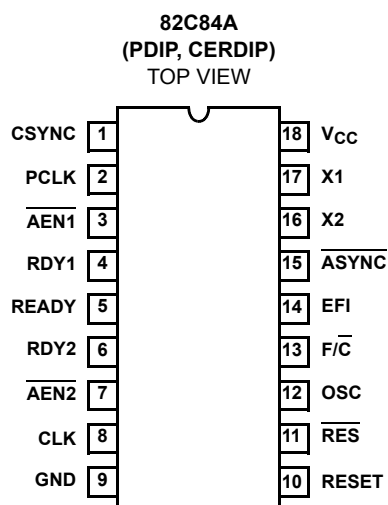 82C84A
(PDIP, CERDIP)
TOP VIEW
CSYNC 1 18 VCC
PCLK 2 17 X1
AEN1 3 16 X2
RDY1 4 15 ASYNC
READY 5 14 EFI
RDY2 6 13 F/C
AEN2 7 12 OSC
CLK 8 11 RES
GND 9 10 RESET